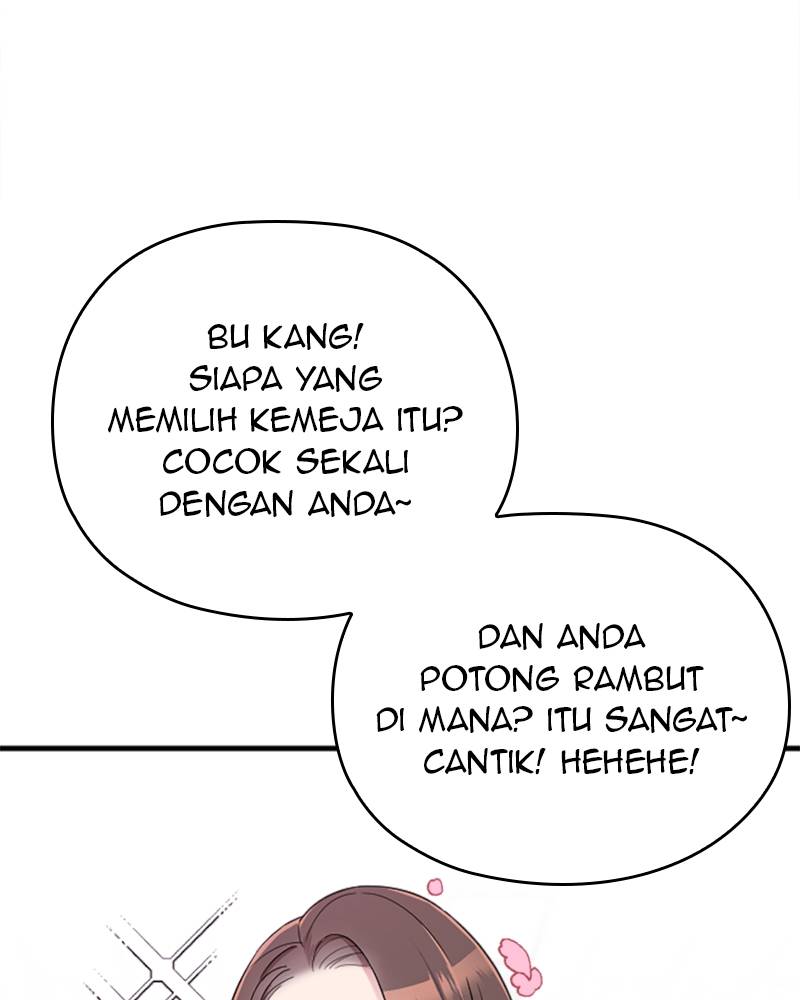 BU KANG!
SIAPA YANG
MEMILIH KEMEJA ITU?
COCOK SEKALI
DENGAN ANDA~
DAN ANDA
POTONG RAMBUT
DI MANA? ITU SANGAT~
CANTIK! HEHEHE!